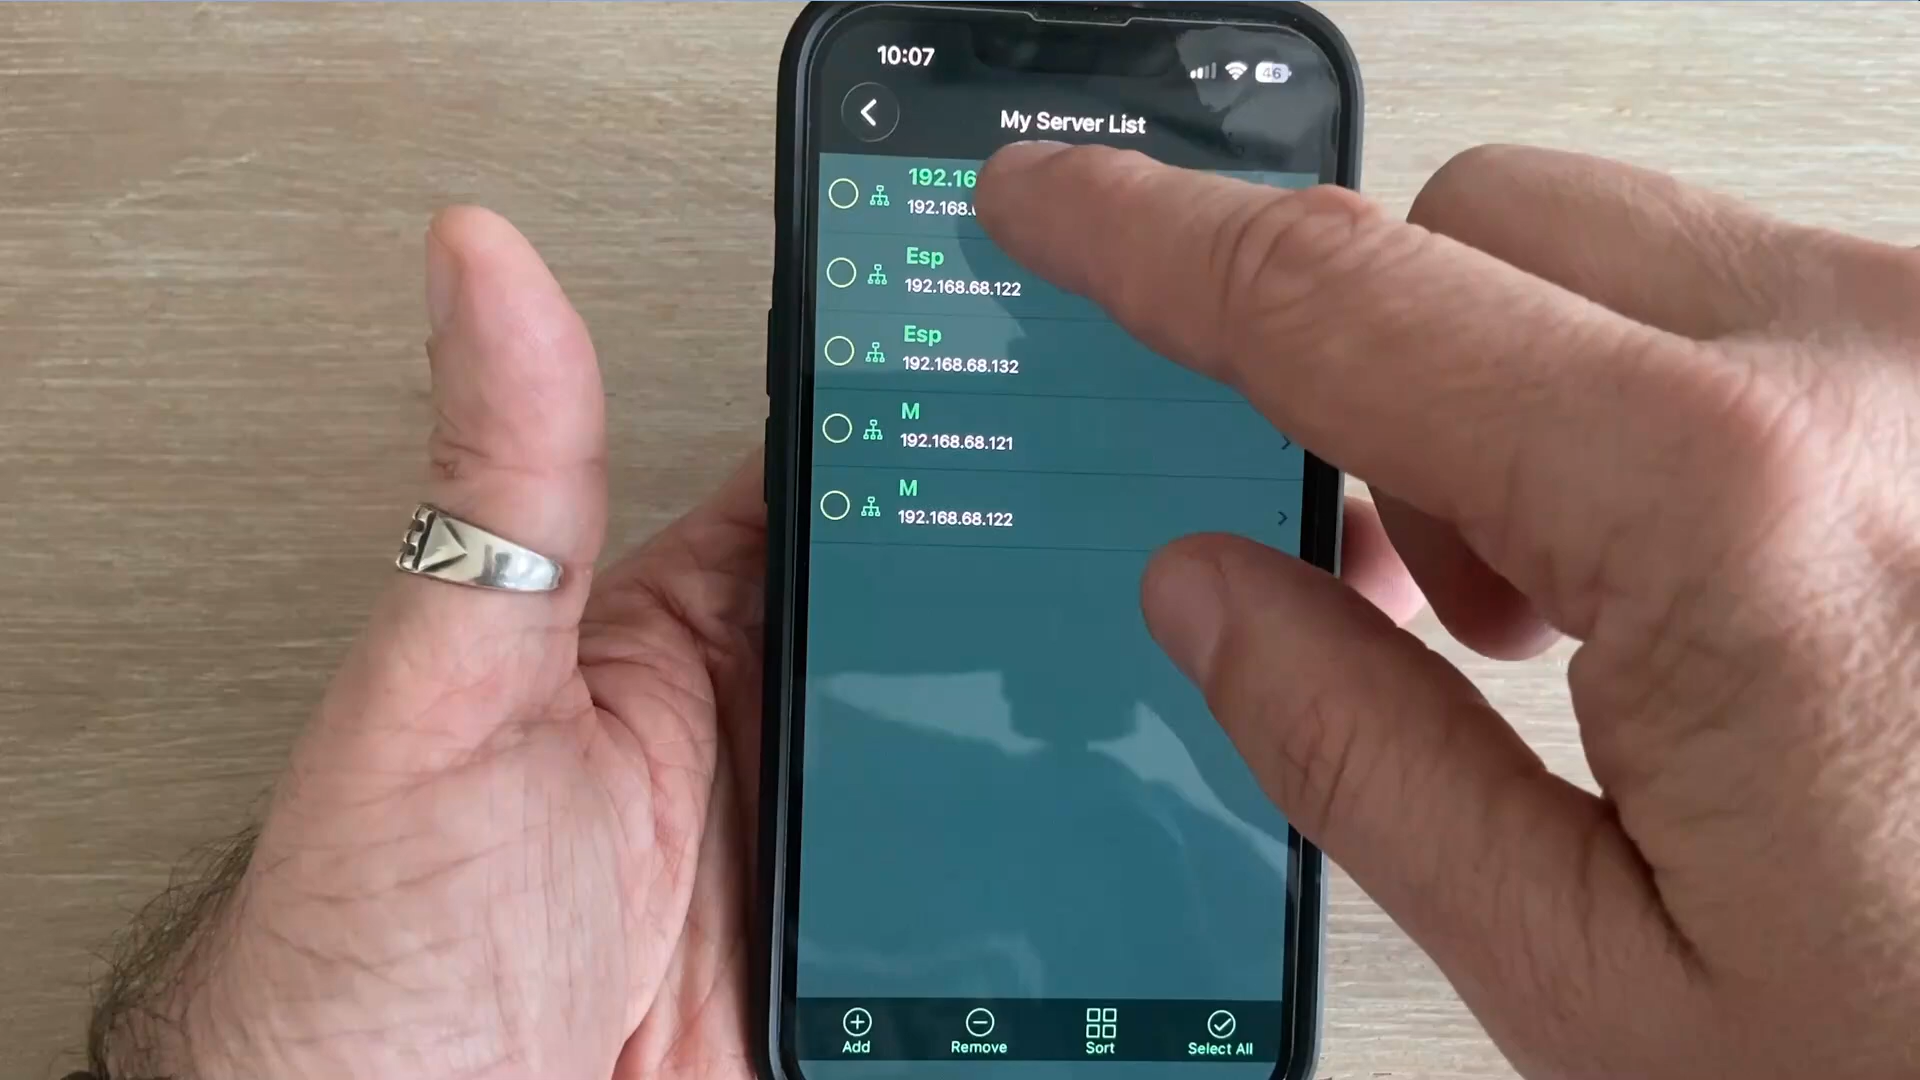 10:07
46
My Server List
192.16
192.168.
Esp
192.168.68.122
Esp
192.168.68.132
M
192.168.68.121
M
192.168.68.122
Add
Remove
Sort
Select All